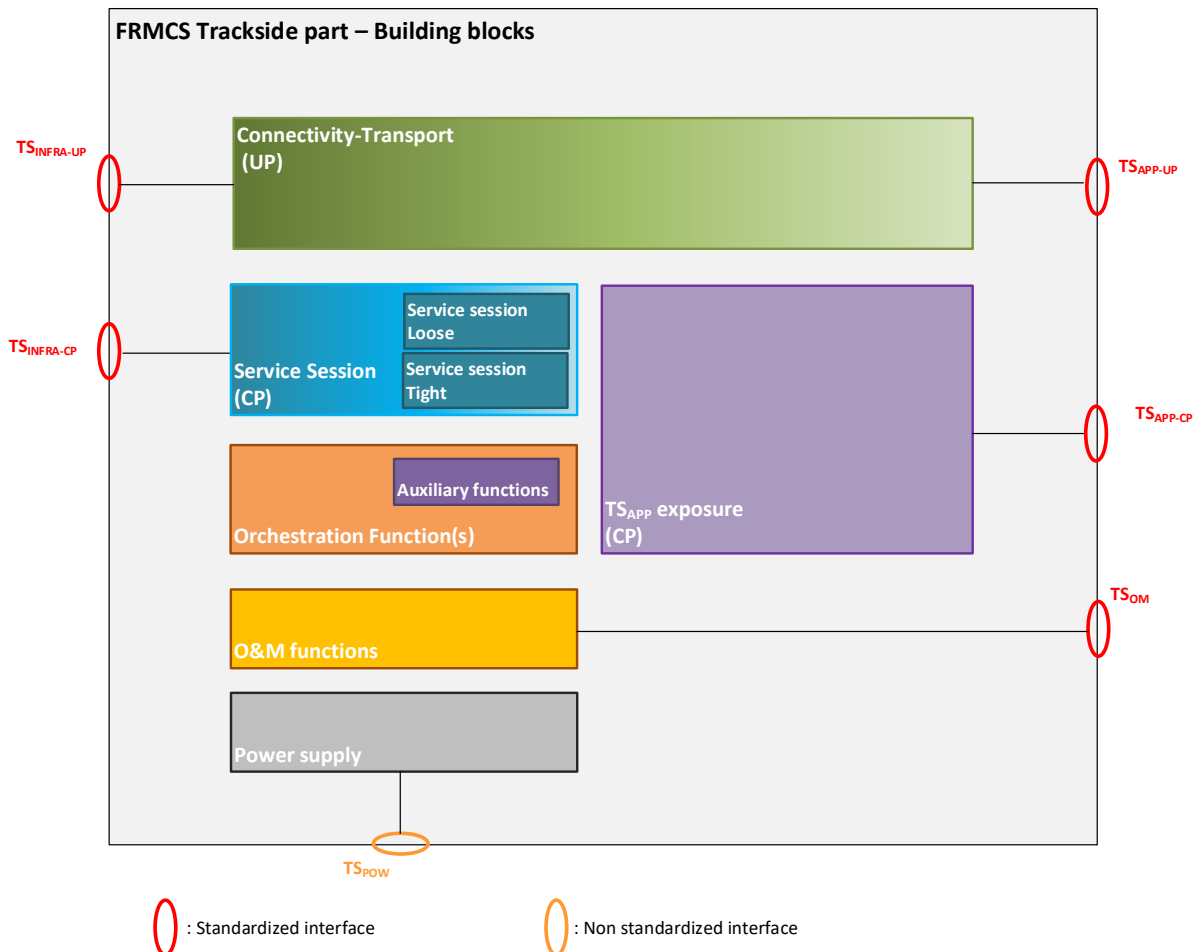 FRMCS Trackside part – Building blocks
Connectivity-Transport
(UP)
TSINFRA-UP
TSAPP-UP
Service session
Loose
Service session
Tight
Service Session
(CP)
TSINFRA-CP
TSAPP-CP
Auxiliary functions
Orchestration Function(s)
TSAPP exposure
(CP)
TSOM
O&M functions
Power supply
TSPOW
: Standardized interface
: Non standardized interface